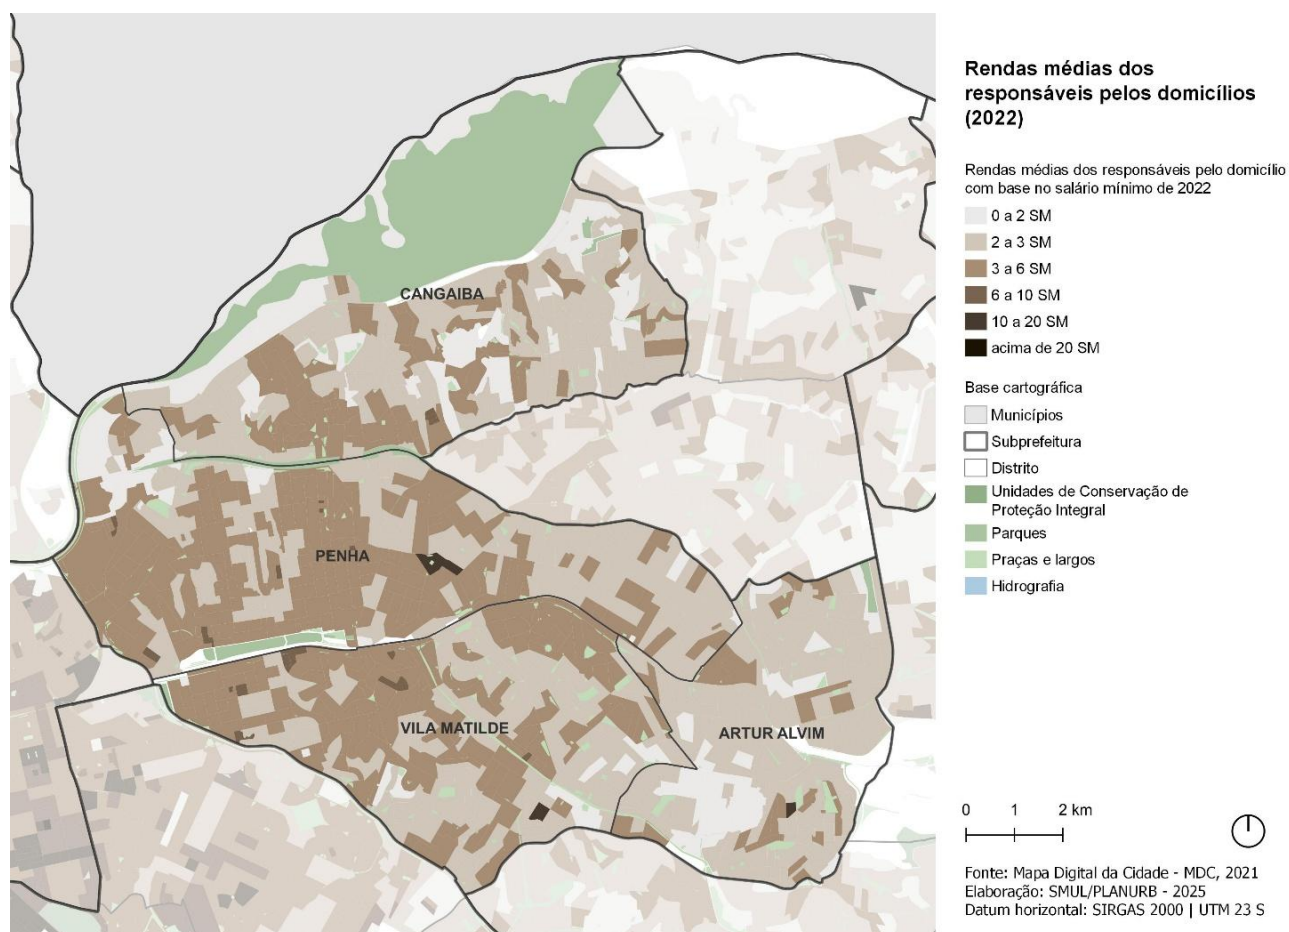 Rendas médias dos
responsáveis pelos domicílios
(2022)
Rendas médias dos responsáveis pelo domicílio
com base no salário mínimo de 2022
0 a 2 SM
2 a 3 SM
3 a 6 SM
6 a 10 SM
10 a 20 SM
acima de 20 SM
Base cartográfica
Municípios
Subprefeitura
Distrito
Unidades de Conservação de
Proteção Integral
Parques
Praças e largos
Hidrografia
CANGAIBA
PENHA
VILA MATILDE
ARTUR ALVIM
0 1 2 km
Fonte: Mapa Digital da Cidade - MDC, 2021
Elaboração: SMUL/PLANURB - 2025
Datum horizontal: SIRGAS 2000 | UTM 23 S